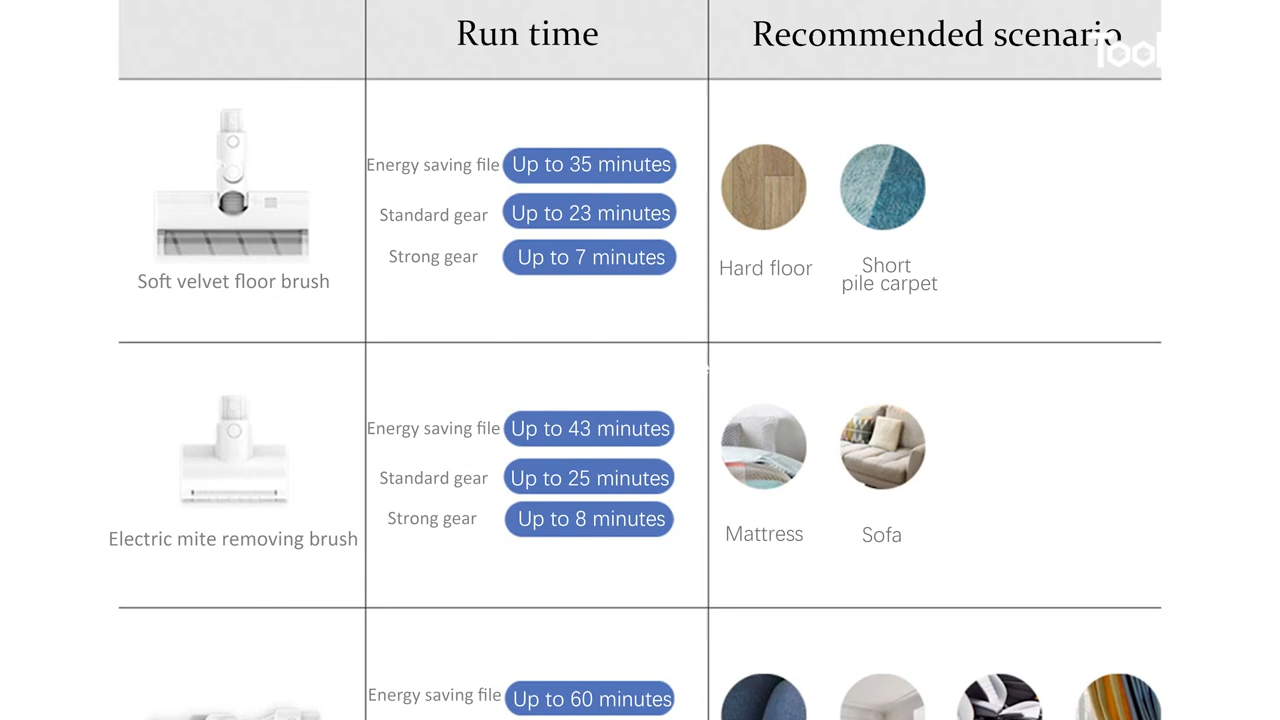 Run time
Recommended scenario
Tool
Energy saving file Up to 35 minutes
Standard gear Up to 23 minutes
Strong gear Up to 7 minutes
Soft velvet floor brush
Hard floor
Short
pile carpet
Energy saving file Up to 43 minutes
Standard gear Up to 25 minutes
Strong gear Up to 8 minutes
Electric mite removing brush
Mattress
Sofa
Energy saving file Up to 60 minutes